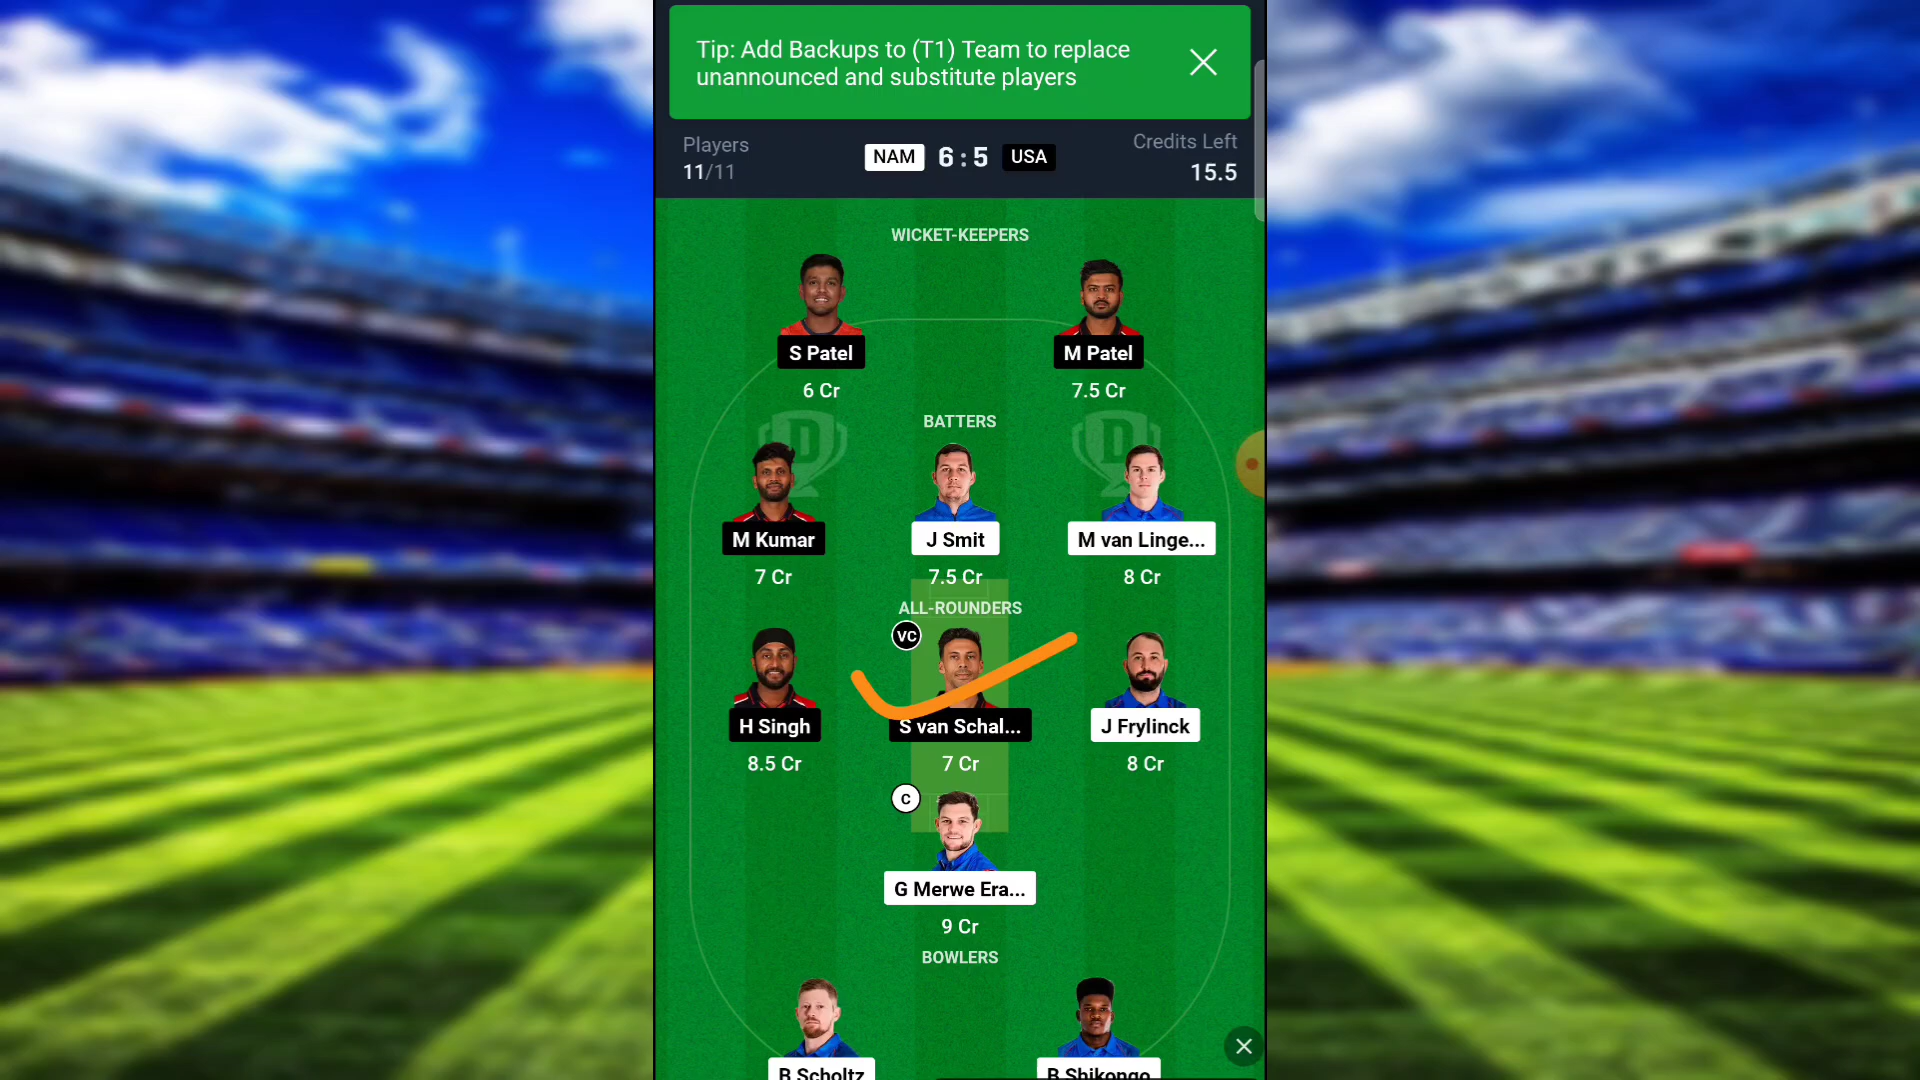 Tip: Add Backups to (T1) Team to replace
unannounced and substitute players
Players
11/11
NAM 6 : 5 USA
Credits Left
15.5
WICKET-KEEPERS
S Patel
M Patel
6 Cr
7.5 Cr
BATTERS
M Kumar
J Smit
M van Linge...
7 Cr
7.5 Cr
8 Cr
ALL-ROUNDERS
VC
H Singh
S van Schal...
J Frylinck
8.5 Cr
7 Cr
8 Cr
C
G Merwe Era...
9 Cr
BOWLERS
B Scholtz
B Shikongo